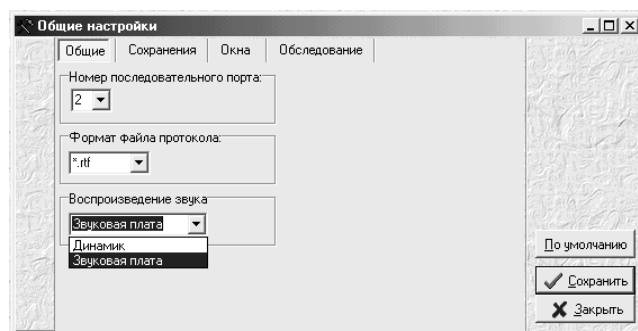 Общие настройки
Общие Сохранения Окна Обследование
Номер последовательного порта:
2
Формат файла протокола:
*.rtf
Воспроизведение звука
Звуковая плата
Динамик
Звуковая плата
По умолчанию
Сохранить
Закрыть